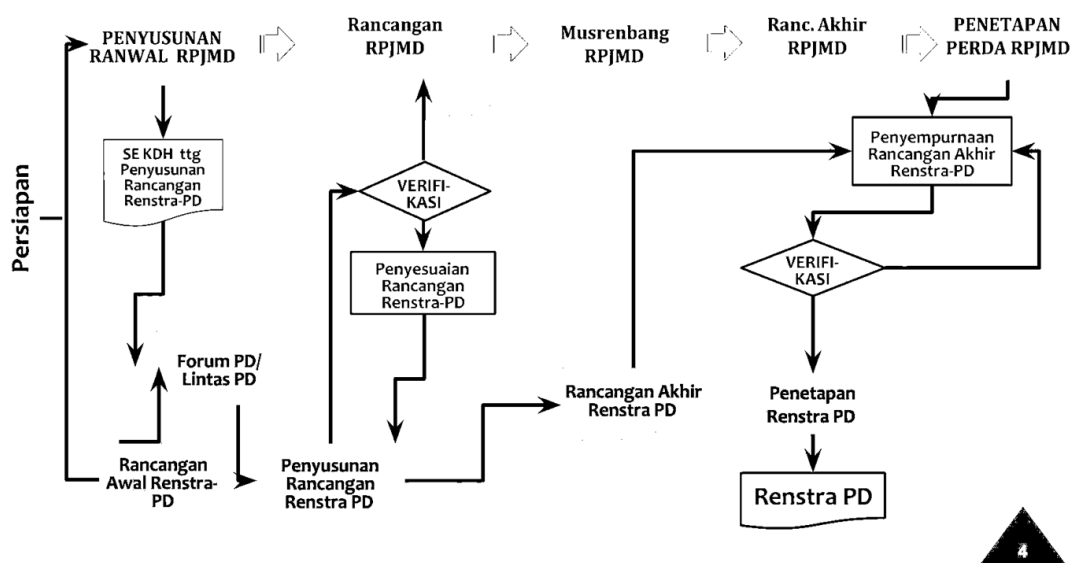 PENYUSUNAN
RANWAL RPJMD
Rancangan
RPJMD
Musrenbang
RPJMD
Ranc. Akhir
RPJMD
PENETAPAN
PERDA RPJMD
Persiapan
SE KDH ttg
Penyusunan
Rancangan
Renstra-PD
VERIFI-
KASI
Penyesuaian
Rancangan
Renstra-PD
Penyempurnaan
Rancangan Akhir
Renstra-PD
VERIFI-
KASI
Forum PD/
Lintas PD
Rancangan Akhir
Renstra PD
Penetapan
Renstra PD
Rancangan
Awal Renstra-
PD
Penyusunan
Rancangan
Renstra PD
Renstra PD
4